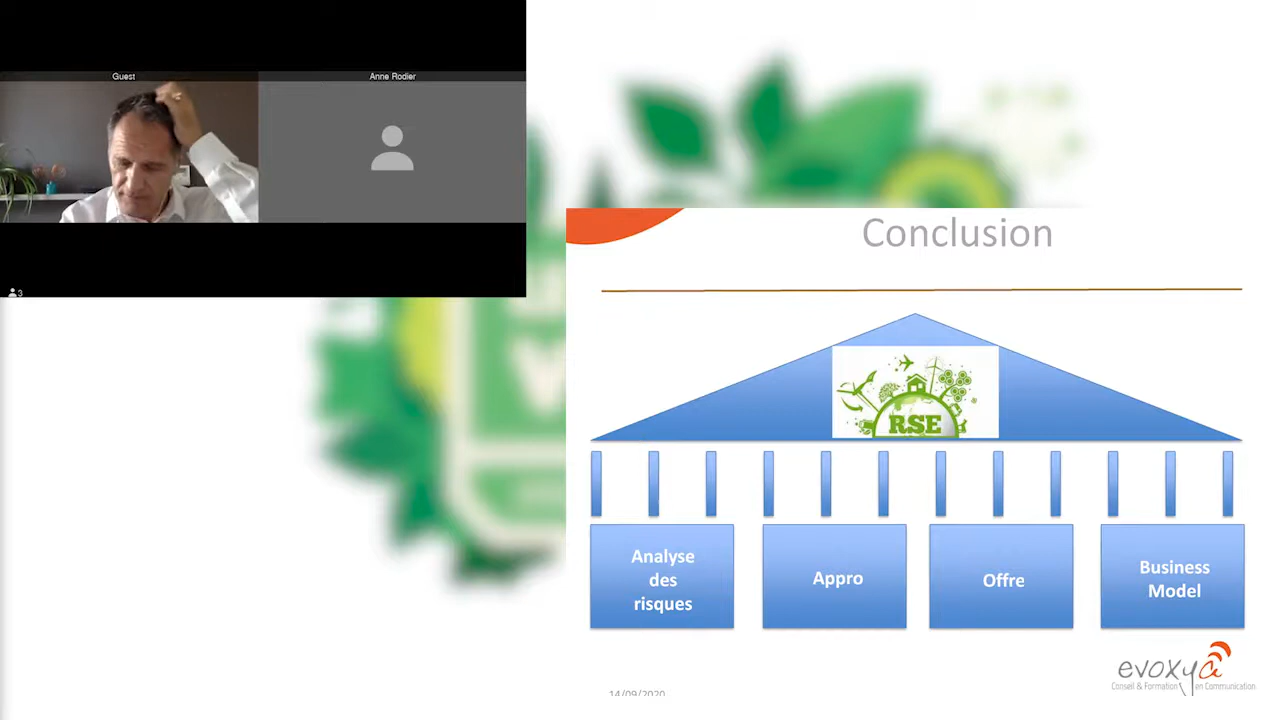 Guest
Anne Rodier
3
Conclusion
RSE
Analyse
des
risques
Appro
Offre
Business
Model
14/09/2020
evoxya
Conseil & Formation en Communication